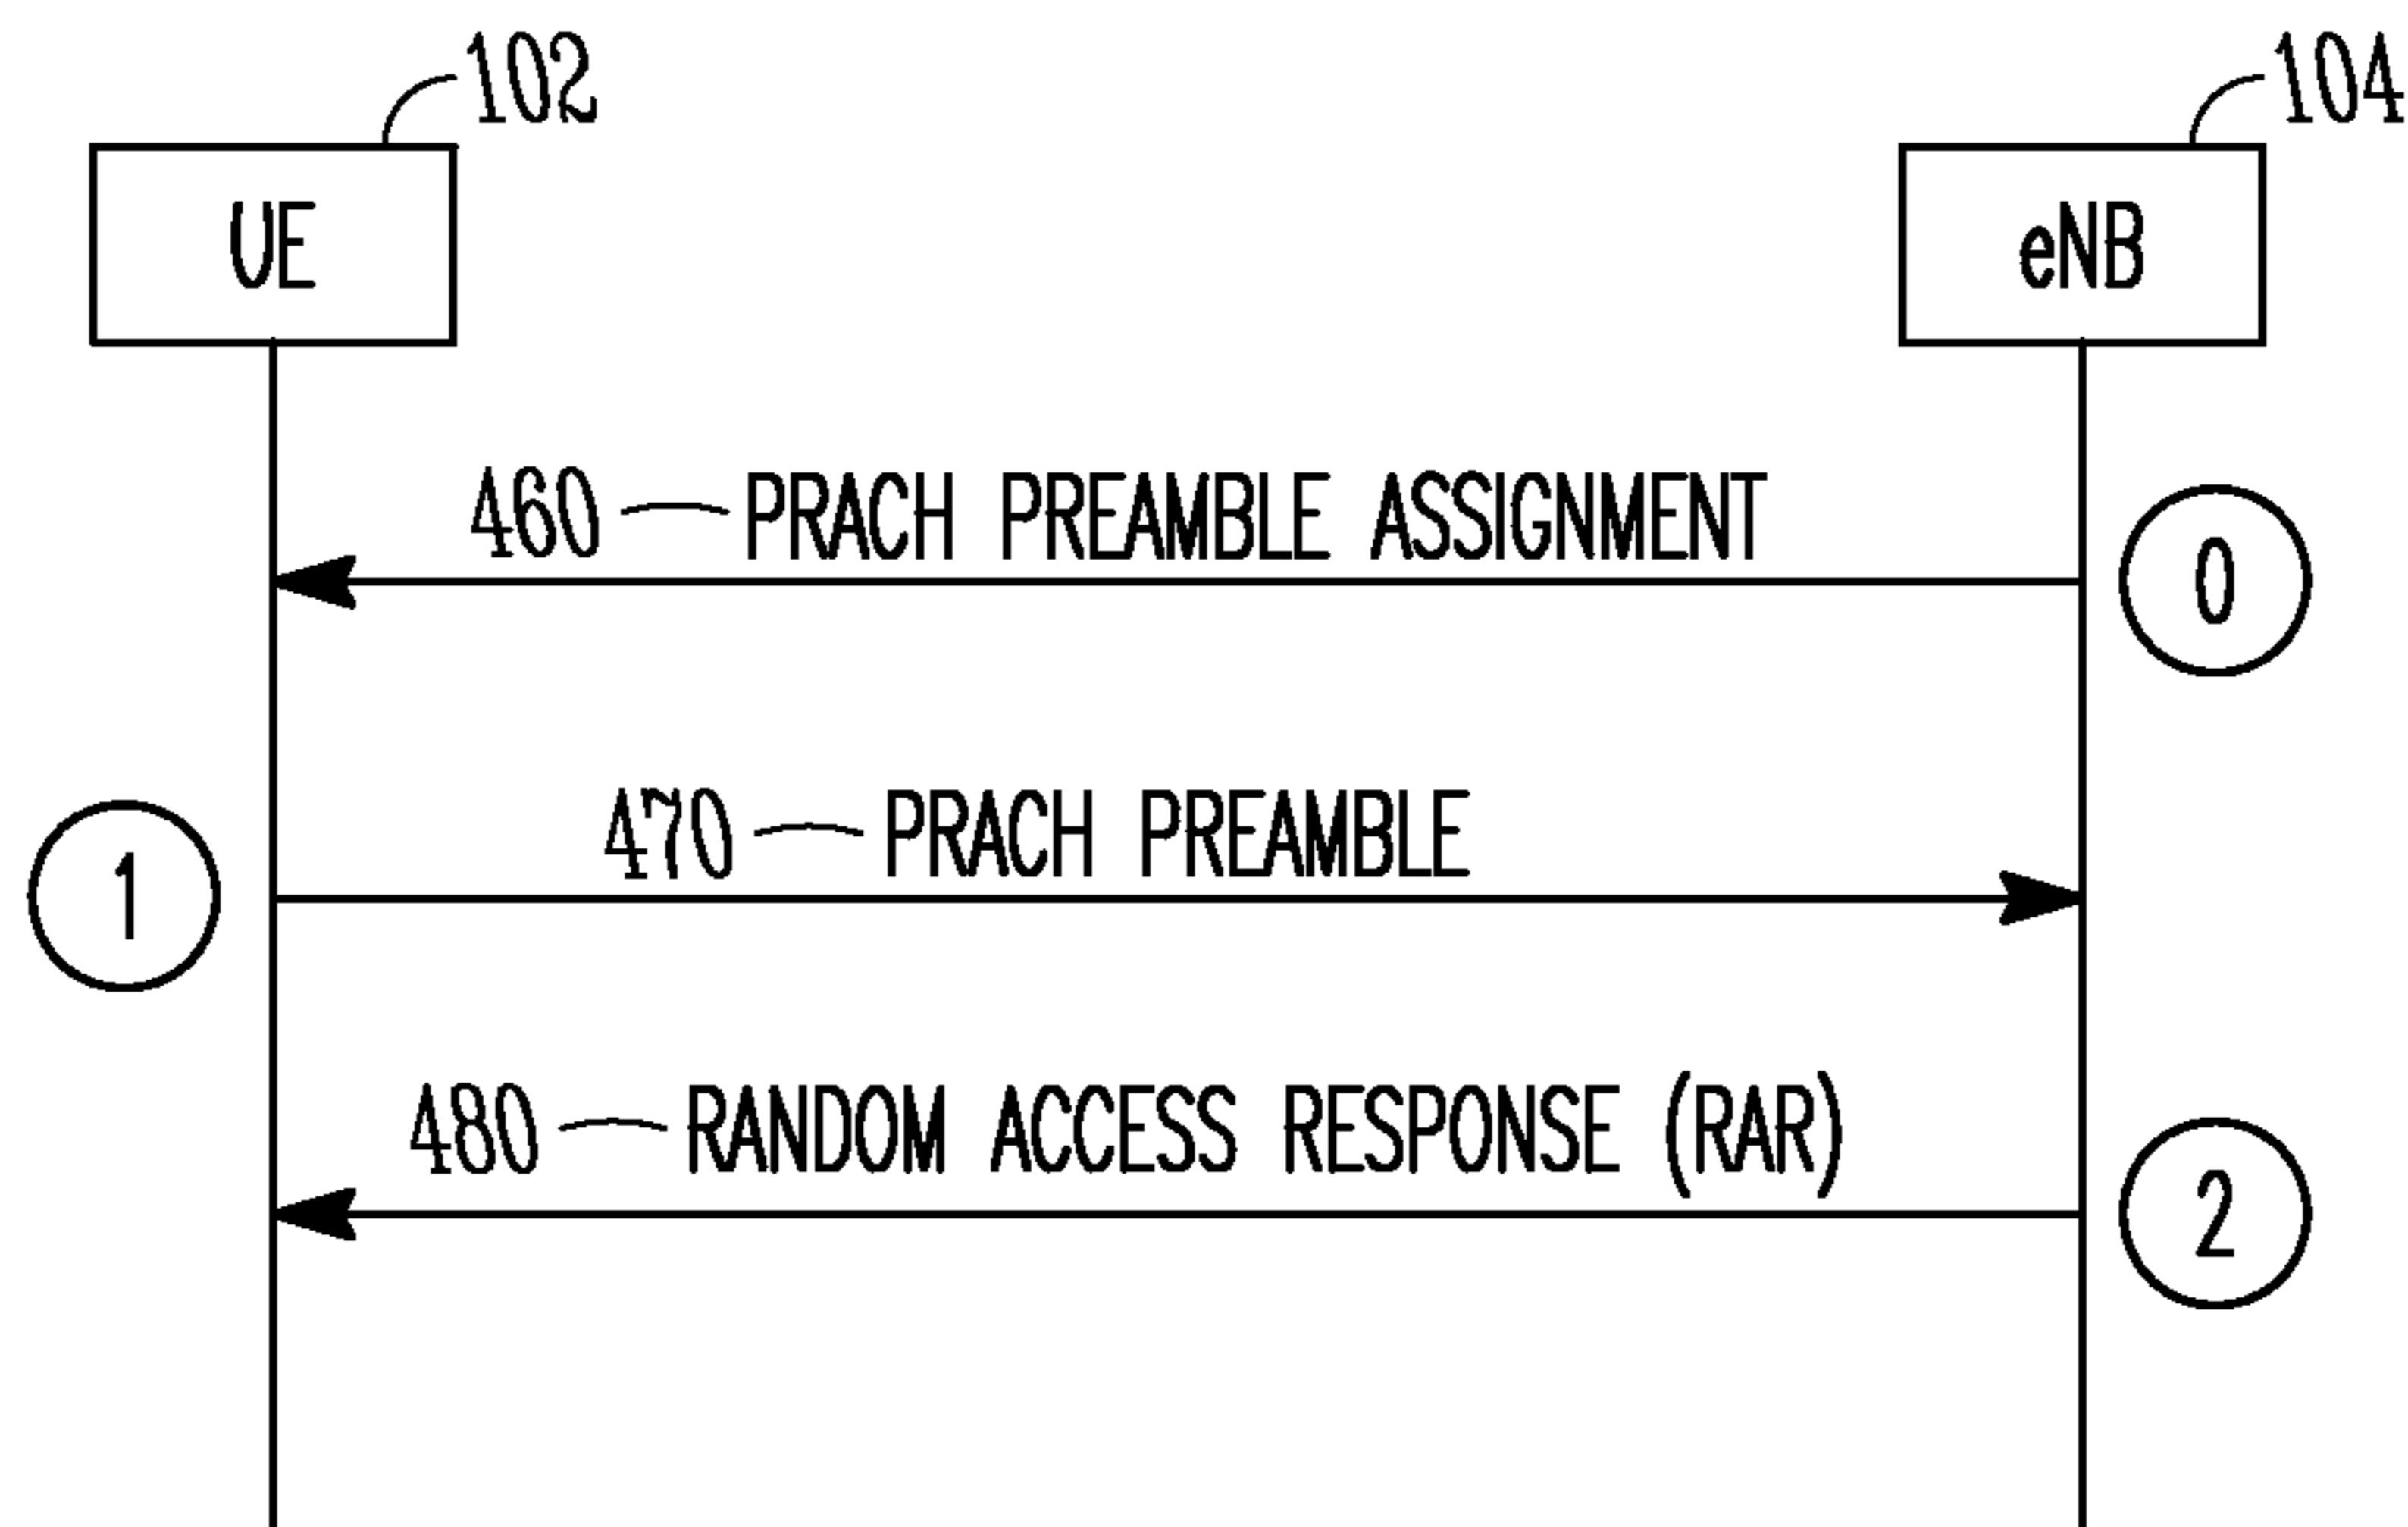 102
104
UE
eNB
460 PRACH PREAMBLE ASSIGNMENT
0
470 PRACH PREAMBLE
1
480 RANDOM ACCESS RESPONSE (RAR)
2